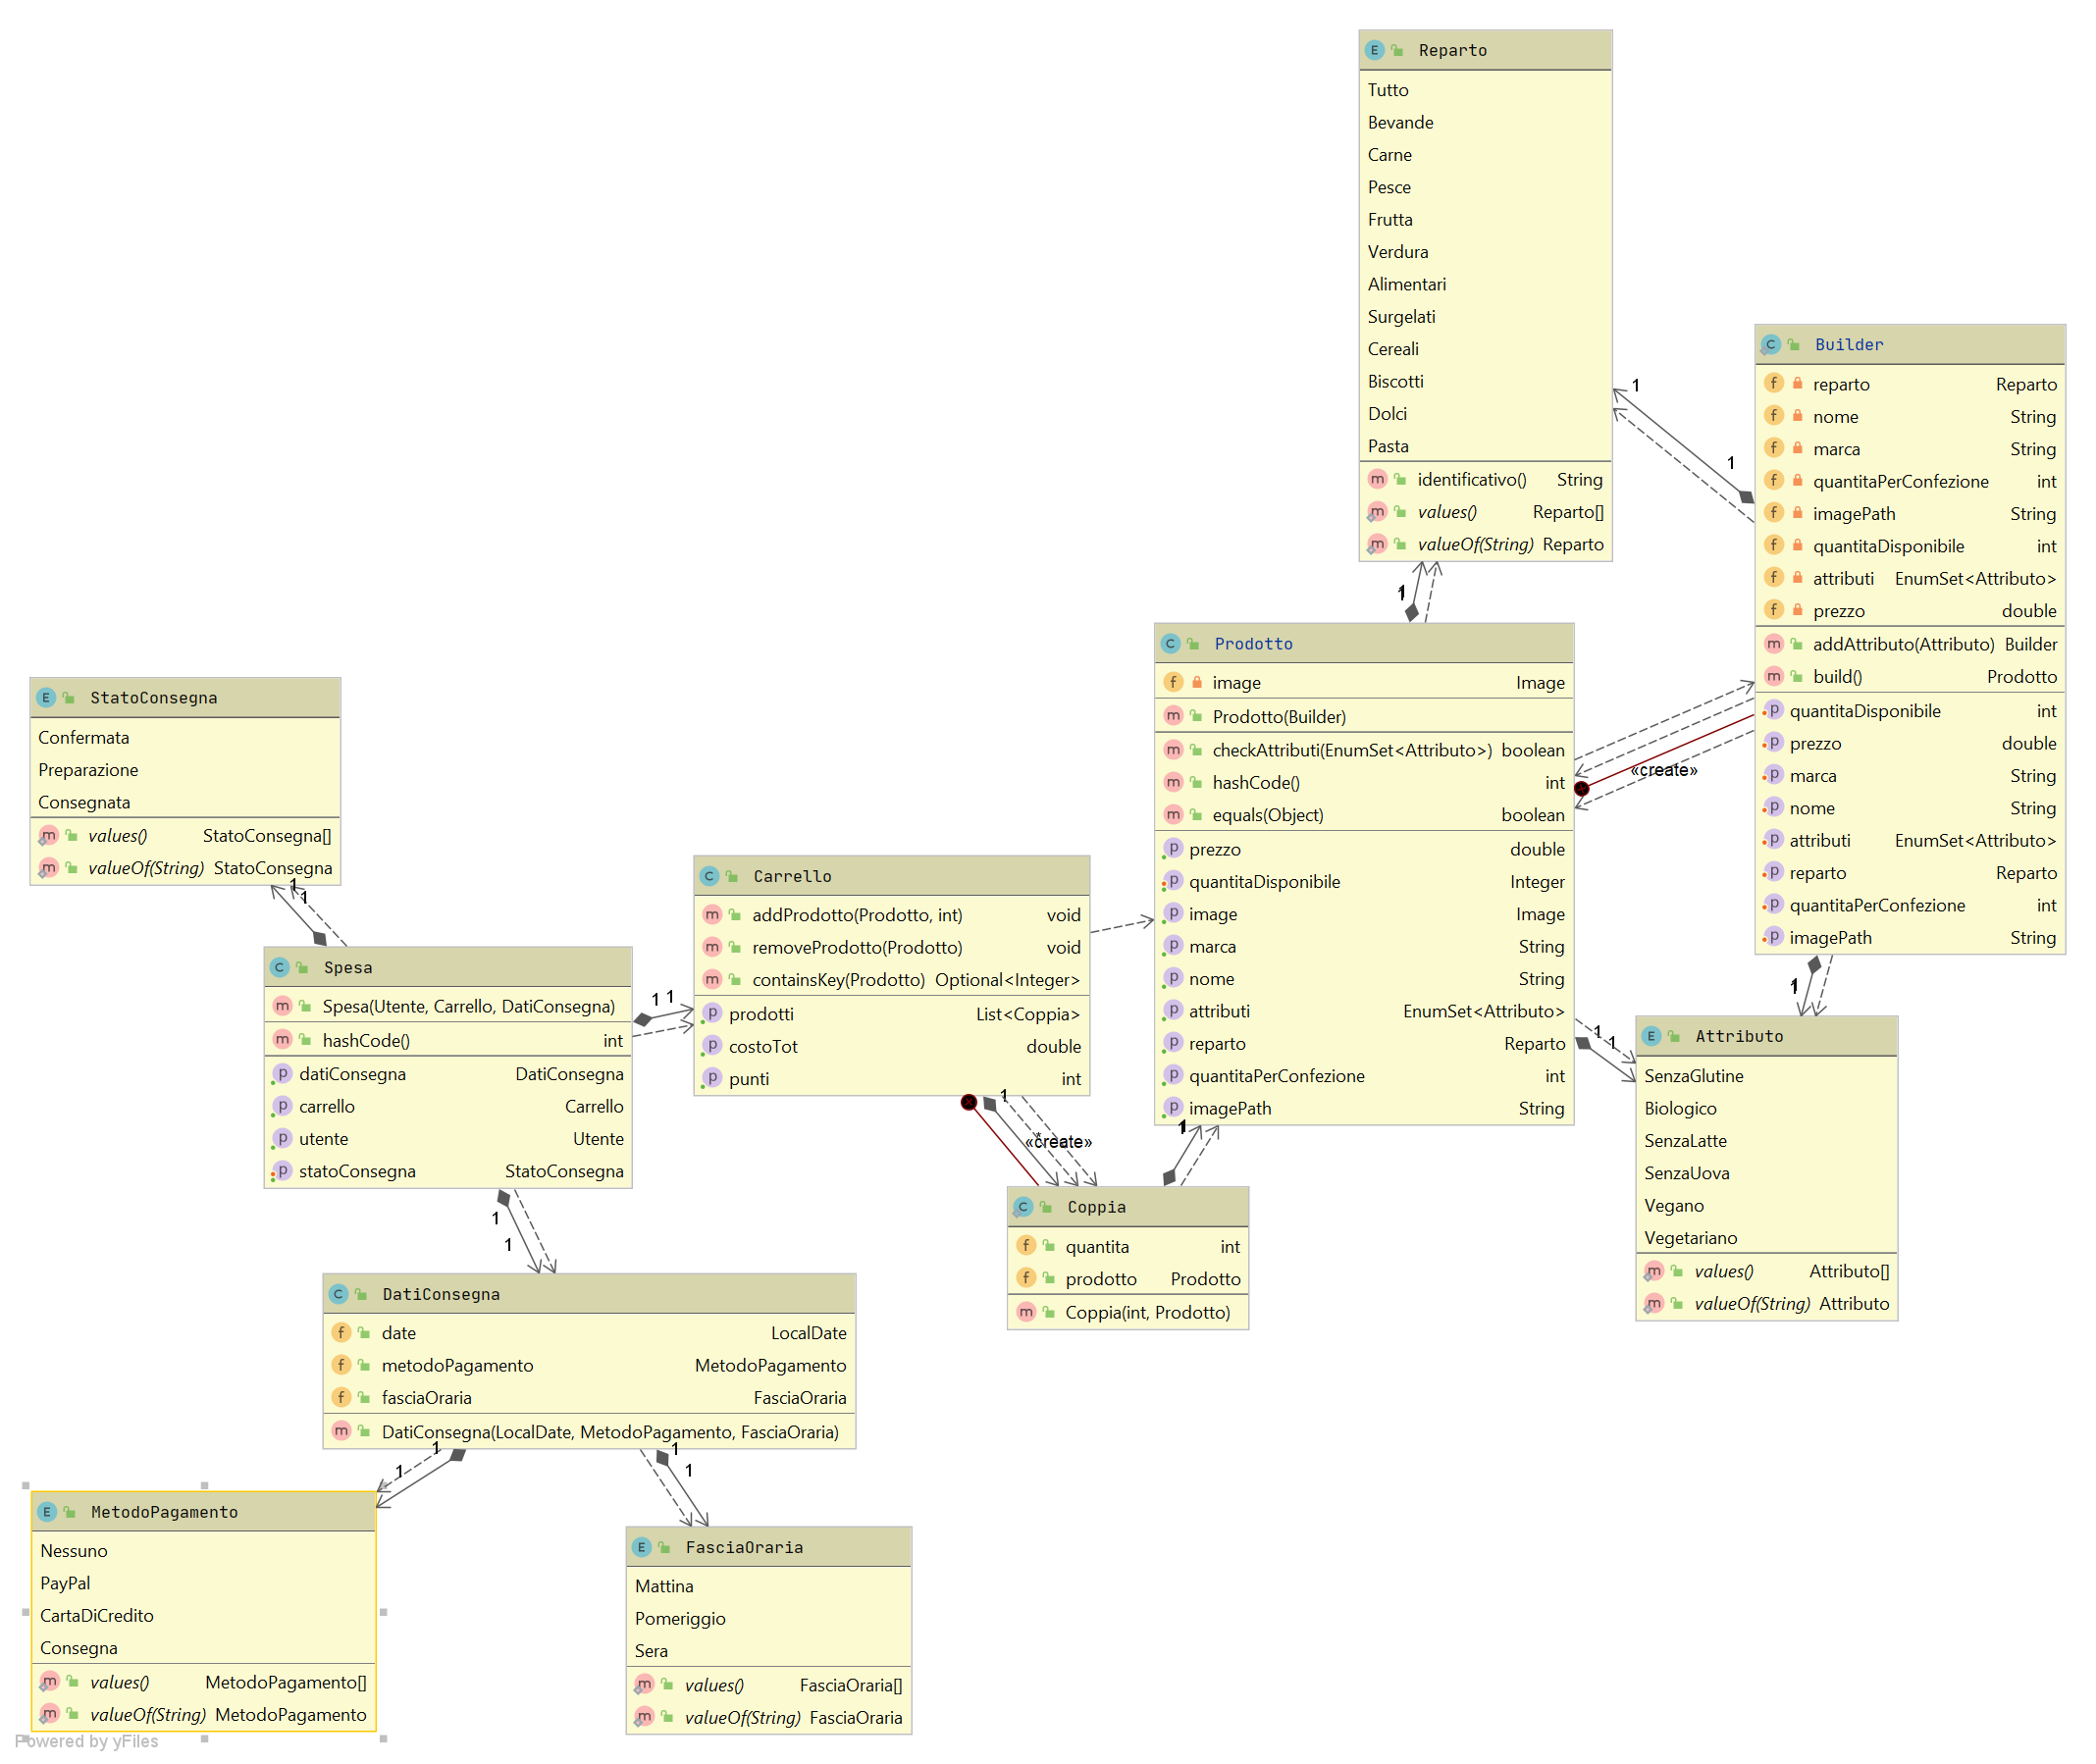 Reparto
Tutto
Bevande
Carne
Pesce
Frutta
Verdura
Alimentari
Surgelati
Cereali
Biscotti
Dolci
Pasta
identificativo() String
values() Reparto[]
valueOf(String) Reparto
Builder
reparto Reparto
nome String
marca String
quantitaPerConfezione int
imagePath String
quantitaDisponibile int
attributi EnumSet<Attributo>
prezzo double
addAttributo(Attributo) Builder
build() Prodotto
quantitaDisponibile int
prezzo double
marca String
nome String
attributi EnumSet<Attributo>
reparto Reparto
quantitaPerConfezione int
imagePath String
1
1
1
«create»
Prodotto
image Image
Prodotto(Builder)
checkAttributi(EnumSet<Attributo>) boolean
hashCode() int
equals(Object) boolean
prezzo double
quantitaDisponibile Integer
image Image
marca String
nome String
attributi EnumSet<Attributo>
reparto Reparto
quantitaPerConfezione int
imagePath String
1
1
1
Attributo
SenzaGlutine
Biologico
SenzaLatte
SenzaUova
Vegano
Vegetariano
values() Attributo[]
valueOf(String) Attributo
StatoConsegna
Confermata
Preparazione
Consegnata
values() StatoConsegna[]
valueOf(String) StatoConsegna
1
1
Spesa
Spesa(Utente, Carrello, DatiConsegna)
hashCode() int
datiConsegna DatiConsegna
carrello Carrello
utente Utente
statoConsegna StatoConsegna
1 1
Carrello
addProdotto(Prodotto, int) void
removeProdotto(Prodotto) void
containsKey(Prodotto) Optional<Integer>
prodotti List<Coppia>
costoTot double
punti int
1
*
«create»
1
Coppia
quantita int
prodotto Prodotto
Coppia(int, Prodotto)
1
1
DatiConsegna
date LocalDate
metodoPagamento MetodoPagamento
fasciaOraria FasciaOraria
DatiConsegna(LocalDate, MetodoPagamento, FasciaOraria)
1
1
1
1
MetodoPagamento
Nessuno
PayPal
CartaDiCredito
Consegna
values() MetodoPagamento[]
valueOf(String) MetodoPagamento
FasciaOraria
Mattina
Pomeriggio
Sera
values() FasciaOraria[]
valueOf(String) FasciaOraria
Powered by yFiles